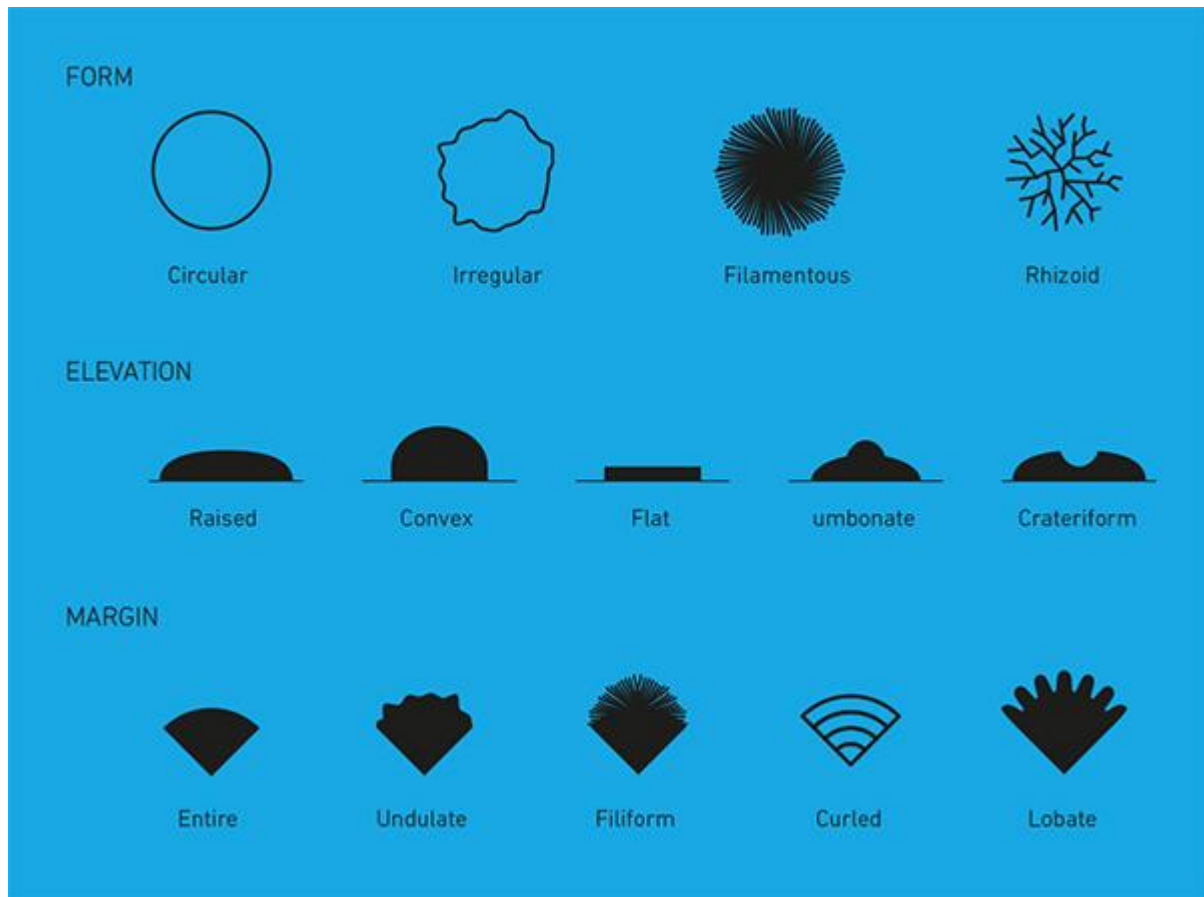 FORM
Circular Irregular Filamentous Rhizoid
ELEVATION
Raised Convex Flat umbonate Crateriform
MARGIN
Entire Undulate Filiform Curled Lobate